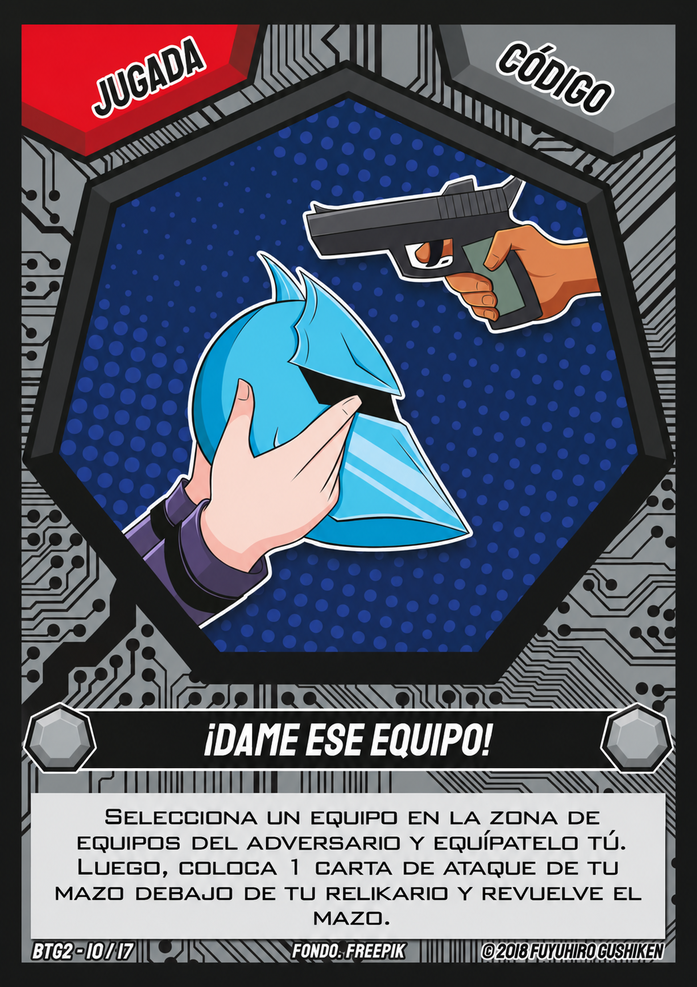 JUGADA
CÓDIGO
¡DAME ESE EQUIPO!
SELECCIONA UN EQUIPO EN LA ZONA DE
EQUIPOS DEL ADVERSARIO Y EQUÍPATELO TÚ.
LUEGO, COLOCA 1 CARTA DE ATAQUE DE TU
MAZO DEBAJO DE TU RELIKARIO Y REVUELVE EL
MAZO.
BTG2 - 10 / 17
FONDO. FREEPIK
© 2018 FUYUHIRO GUSHIKEN